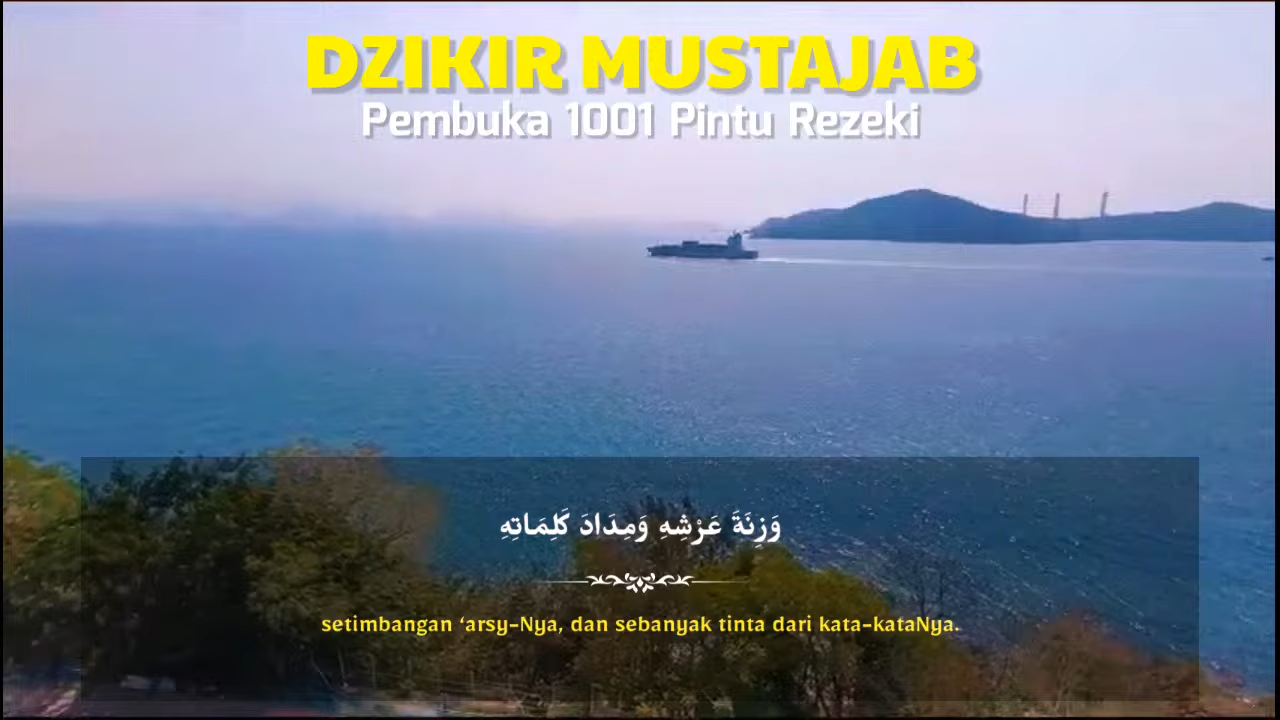 DZIKIR MUSTAJAB
Pembuka 1001 Pintu Rezeki
وَزِنَةَ عَرْشِهِ وَمِدَادَ كَلِمَاتِهِ
setimbangan ‘arsy-Nya, dan sebanyak tinta dari kata-kataNya.